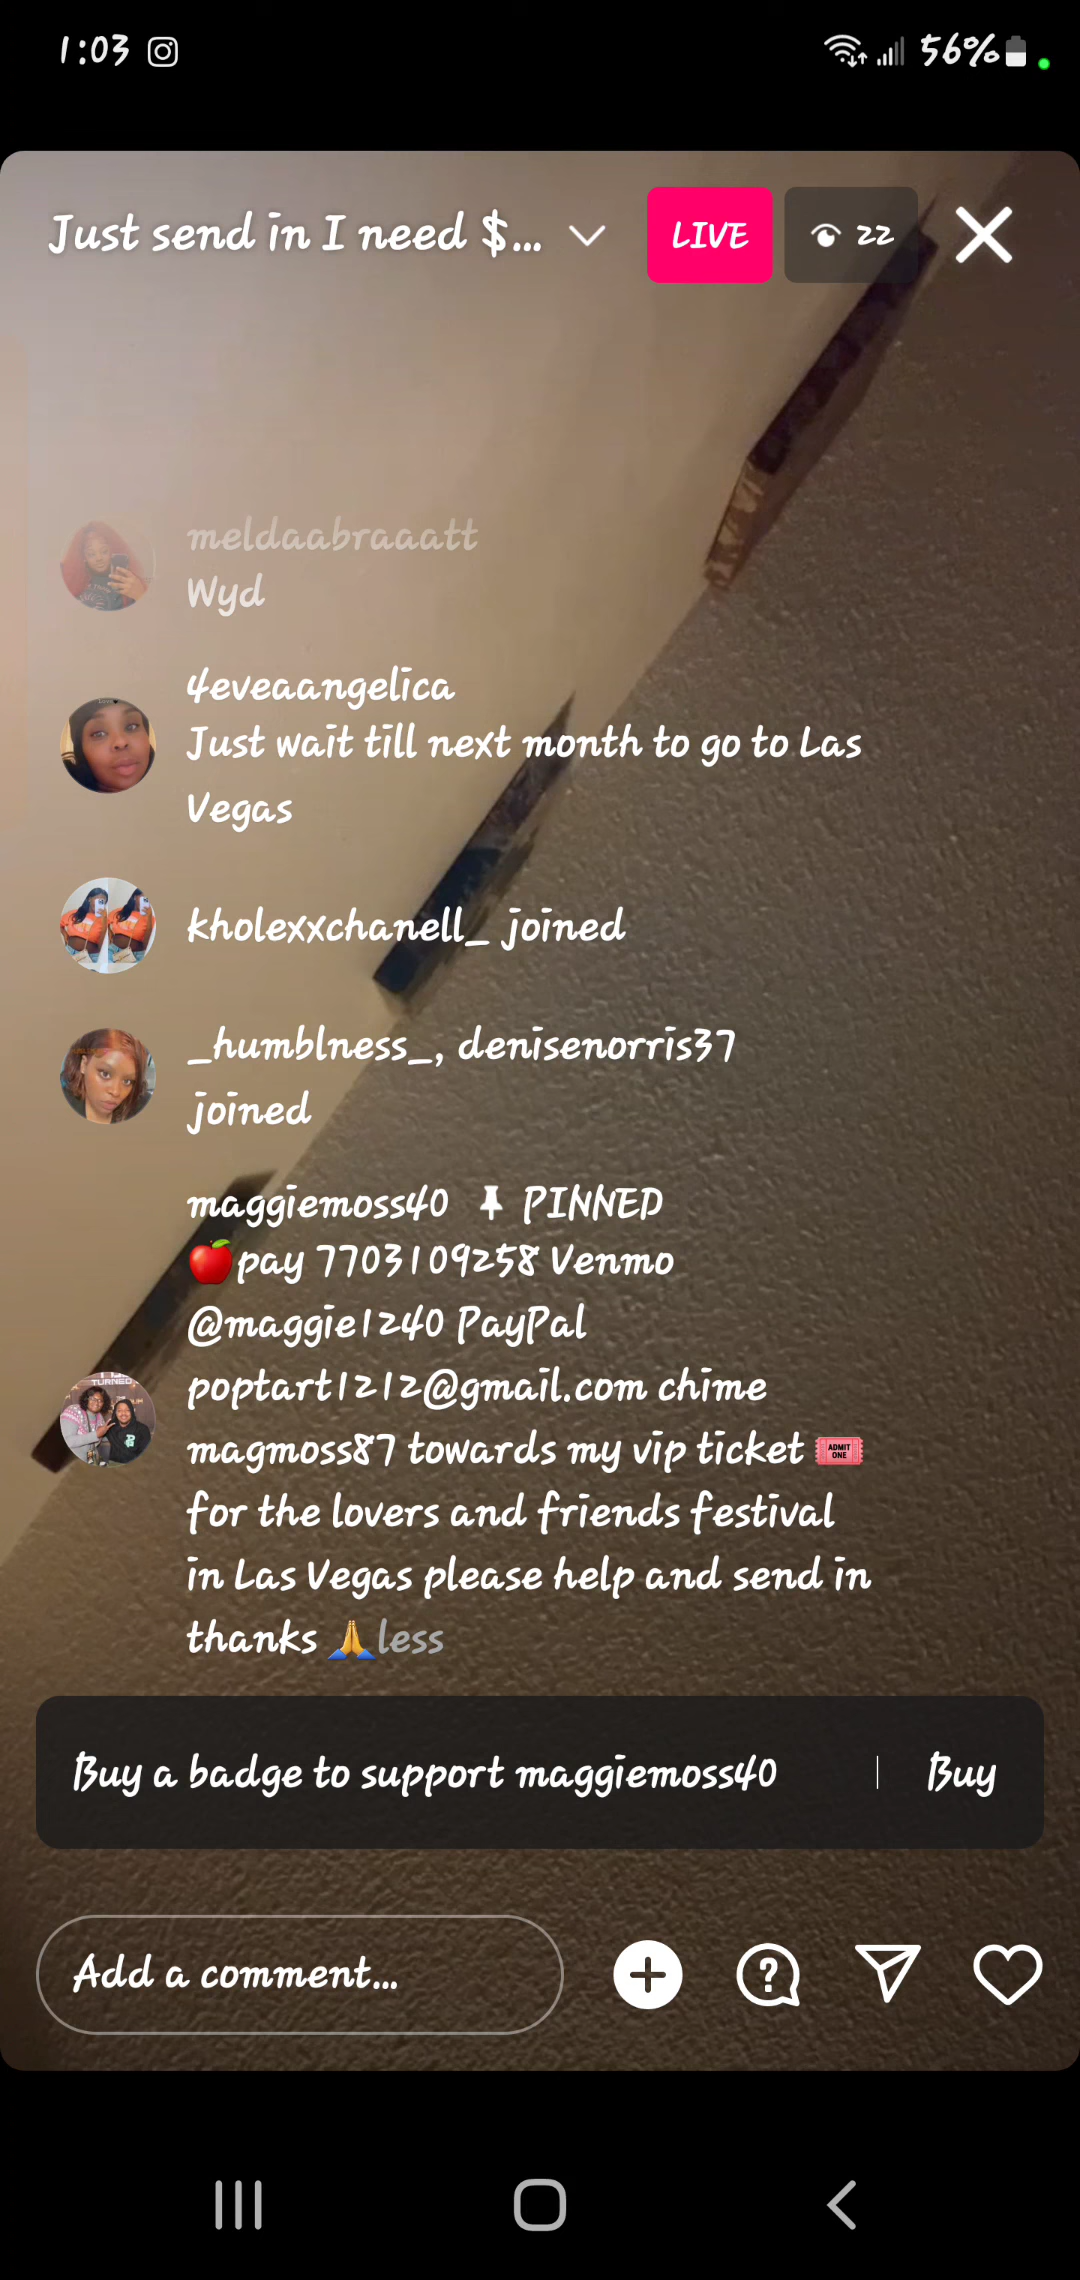 1:03
56%
Just send in I need $...
LIVE
22
meldaabraaatt
Wyd
4eveaangelica
Just wait till next month to go to Las
Vegas
kholexxchanell_ joined
_humblness_, denisenorris37
joined
TURNED
maggiemoss40 📌 PINNED
🍎pay 7703109258 Venmo
@maggie1240 PayPal
poptart1212@gmail.com chime
magmoss87 towards my vip ticket 🎟
ADMIT
ONE
for the lovers and friends festival
in Las Vegas please help and send in
thanks 🙏less
Buy a badge to support maggiemoss40
Buy
Add a comment...